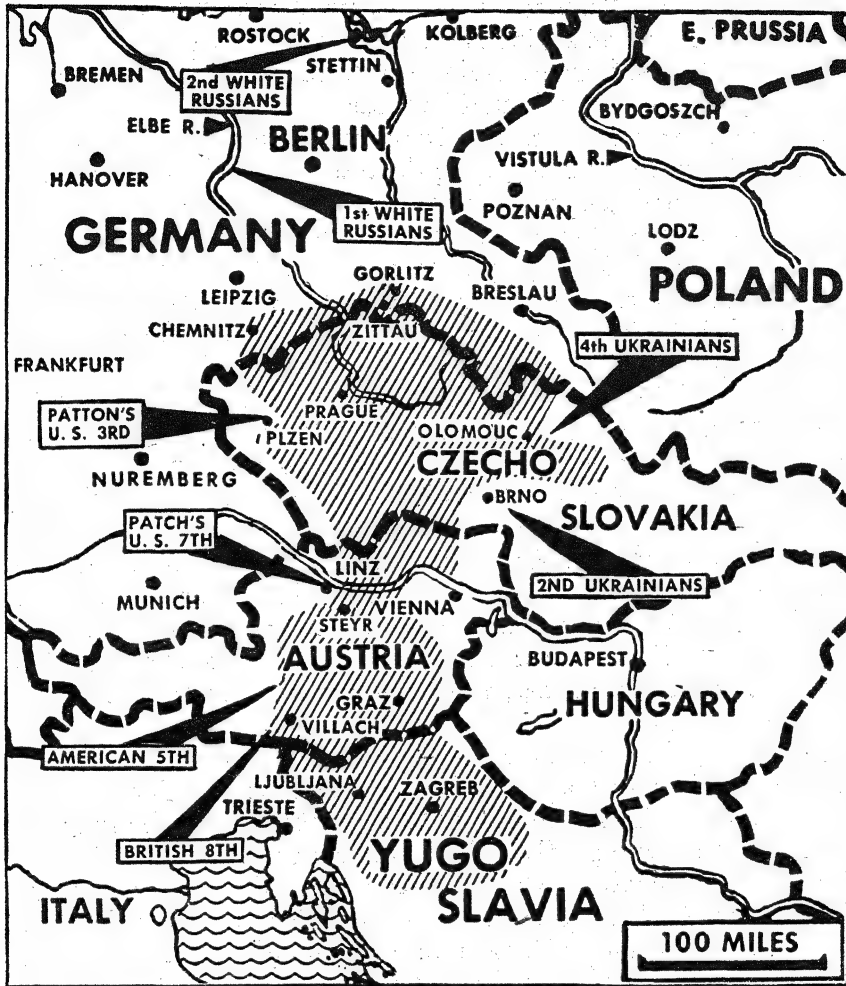 ROSTOCK
KOLBERG
E. PRUSSIA
BREMEN
2nd WHITE
RUSSIANS
STETTIN
BYDGOSZCH
ELBE R.
BERLIN
VISTULA R.
HANOVER
POZNAN
1st WHITE
RUSSIANS
GERMANY
LODZ
GORLITZ
LEIPZIG
BRESLAU
POLAND
CHEMNITZ
ZITTAU
4th UKRAINIANS
FRANKFURT
PRAGUE
PATTON'S
U. S. 3RD
PLZEN
OLOMOUC
CZECHO
NUREMBERG
BRNO
SLOVAKIA
PATCH'S
U. S. 7TH
LINZ
2ND UKRAINIANS
MUNICH
VIENNA
STEYR
AUSTRIA
BUDAPEST
GRAZ
HUNGARY
VILLACH
AMERICAN 5TH
LJUBLJANA
ZAGREB
TRIESTE
BRITISH 8TH
YUGO
SLAVIA
ITALY
100 MILES